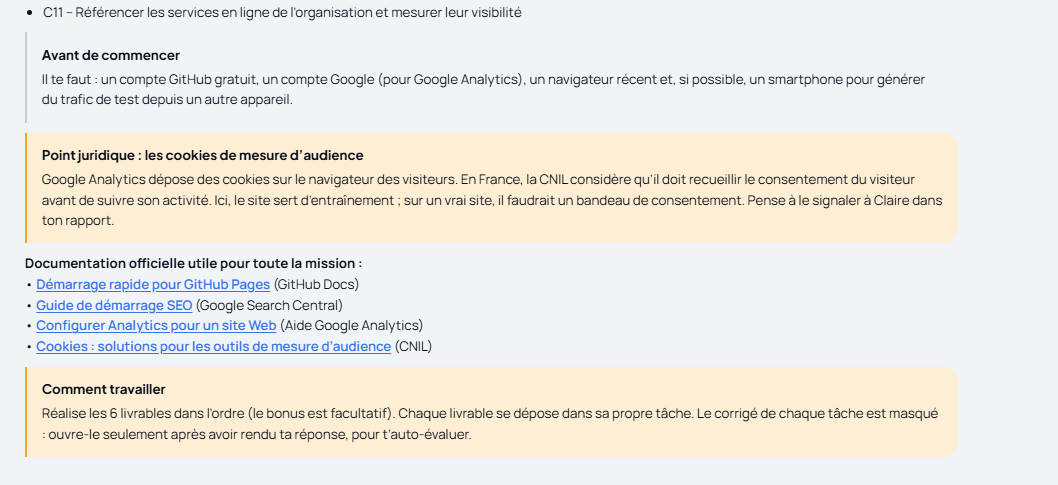 • C11 – Référencer les services en ligne de l'organisation et mesurer leur visibilité
Avant de commencer
Il te faut : un compte GitHub gratuit, un compte Google (pour Google Analytics), un navigateur récent et, si possible, un smartphone pour générer
du trafic de test depuis un autre appareil.
Point juridique : les cookies de mesure d'audience
Google Analytics dépose des cookies sur le navigateur des visiteurs. En France, la CNIL considère qu'il doit recueillir le consentement du visiteur
avant de suivre son activité. Ici, le site sert d'entraînement ; sur un vrai site, il faudrait un bandeau de consentement. Pense à le signaler à Claire dans
ton rapport.
Documentation officielle utile pour toute la mission :
• Démarrage rapide pour GitHub Pages (GitHub Docs)
• Guide de démarrage SEO (Google Search Central)
• Configurer Analytics pour un site Web (Aide Google Analytics)
• Cookies : solutions pour les outils de mesure d'audience (CNIL)
Comment travailler
Réalise les 6 livrables dans l'ordre (le bonus est facultatif). Chaque livrable se dépose dans sa propre tâche. Le corrigé de chaque tâche est masqué
: ouvre-le seulement après avoir rendu ta réponse, pour t'auto-évaluer.